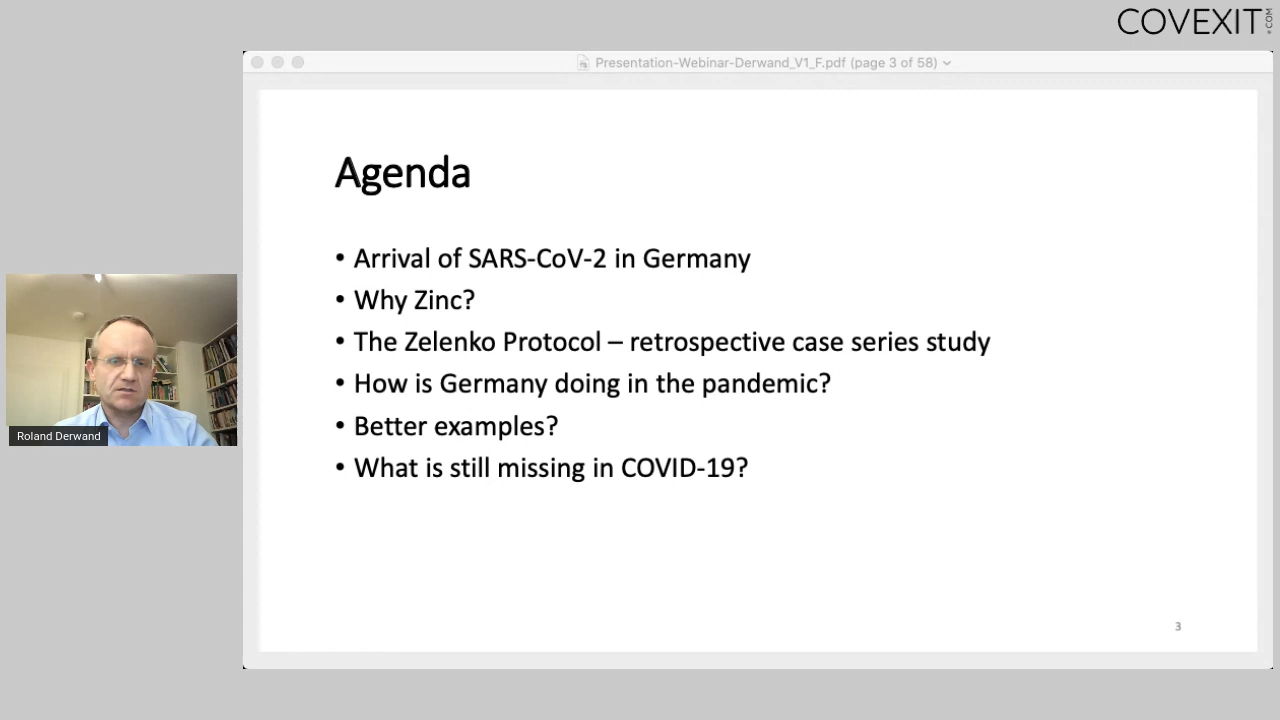 COVEXIT.COM
Presentation-Webinar-Derwand_V1_F.pdf (page 3 of 58)
Agenda
• Arrival of SARS-CoV-2 in Germany
• Why Zinc?
• The Zelenko Protocol – retrospective case series study
• How is Germany doing in the pandemic?
• Better examples?
• What is still missing in COVID-19?
Roland Derwand
3